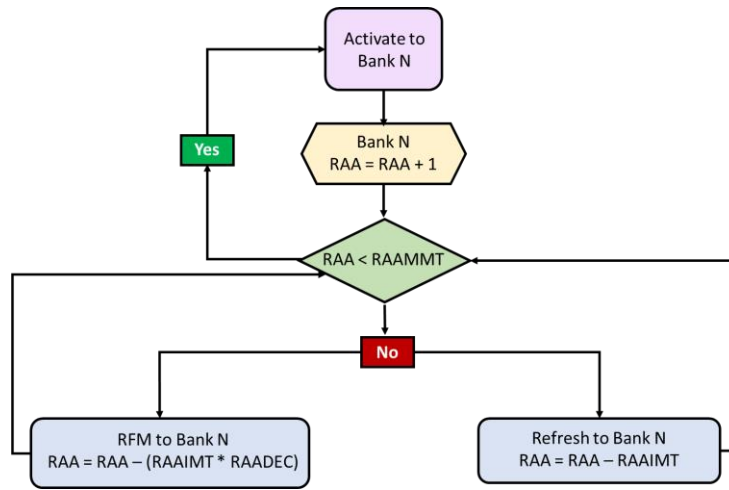 Activate to
Bank N
Bank N
RAA = RAA + 1
Yes
RAA < RAAMMT
No
RFM to Bank N
RAA = RAA – (RAAIMT * RAADEC)
Refresh to Bank N
RAA = RAA – RAAIMT